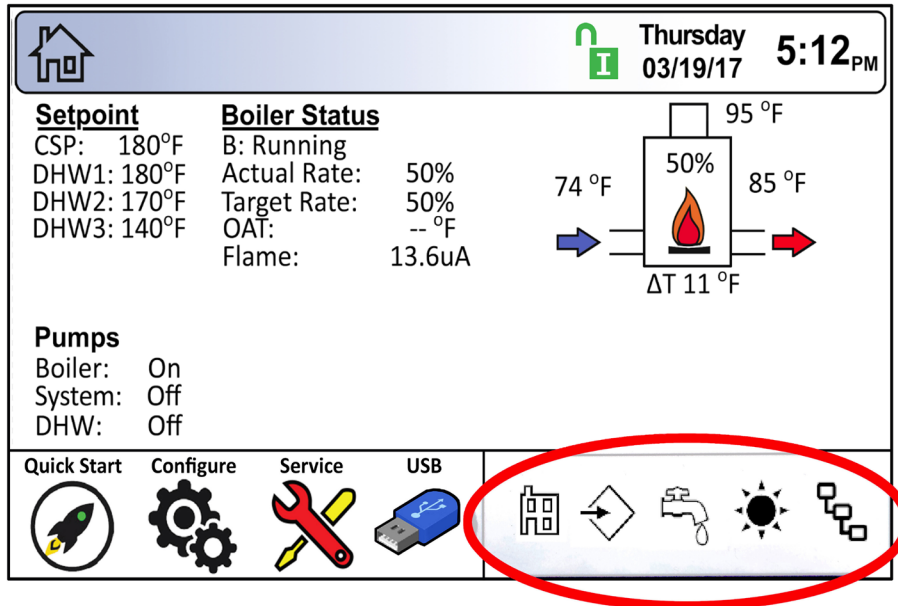 Thursday
03/19/17
5:12PM
I
Setpoint
CSP: 180°F
DHW1: 180°F
DHW2: 170°F
DHW3: 140°F
Boiler Status
B: Running
Actual Rate: 50%
Target Rate: 50%
OAT: -- °F
Flame: 13.6uA
95 °F
50%
74 °F
85 °F
ΔT 11 °F
Pumps
Boiler: On
System: Off
DHW: Off
Quick Start
Configure
Service
USB